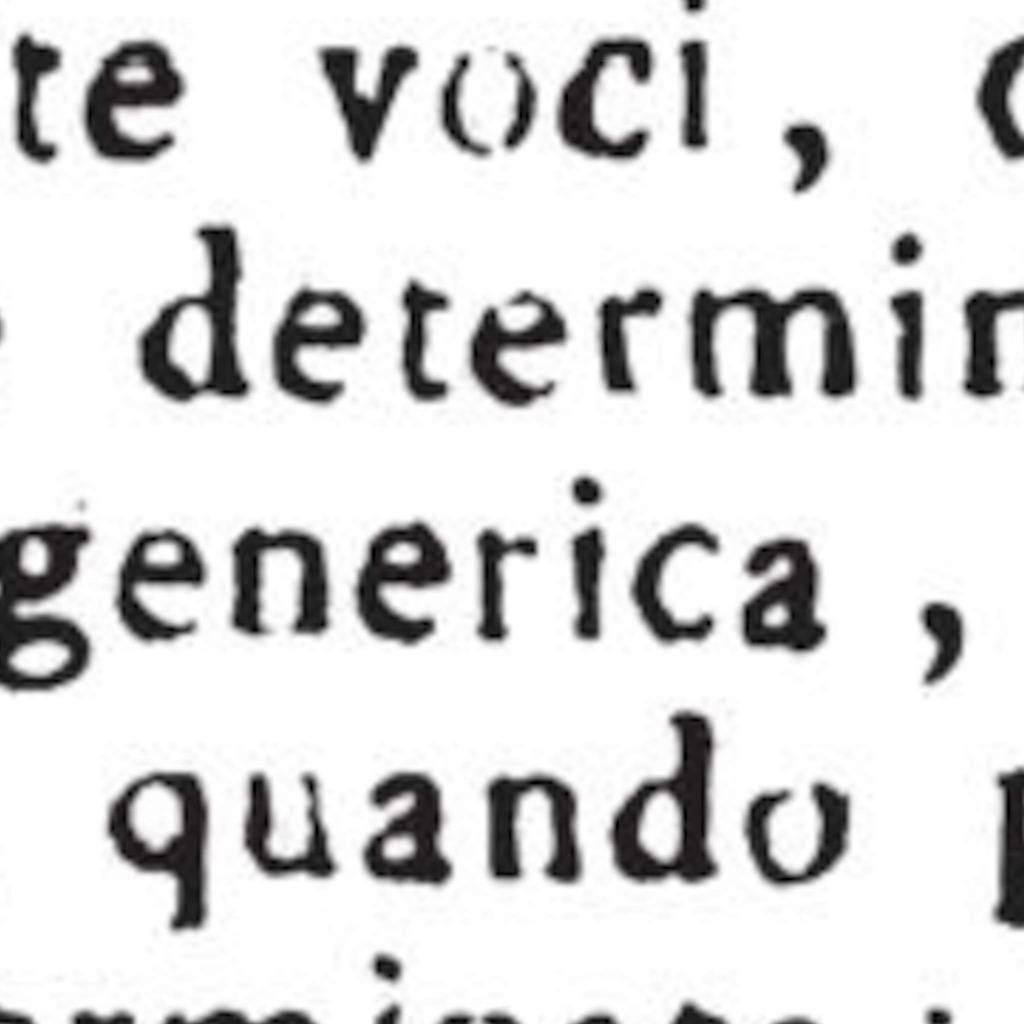 te voci,
determin
generica,
quando